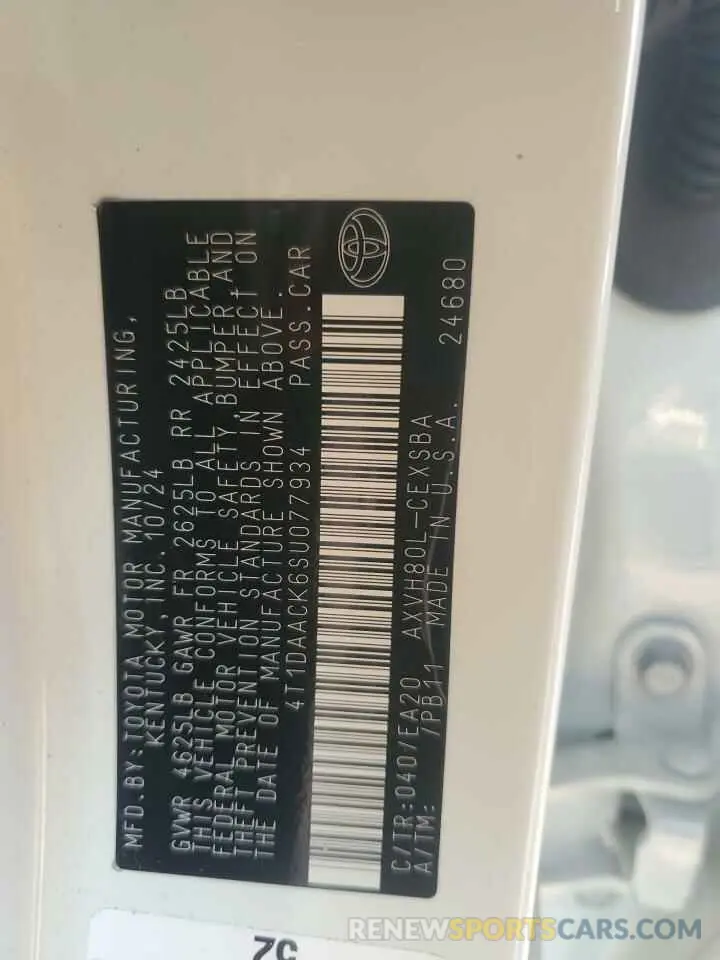 MFD.BY:TOYOTA MOTOR MANUFACTURING,
KENTUCKY, INC. 10/24
GVWR 4625LB GAWR FR 2625LB RR 2425LB
THIS VEHICLE CONFORMS TO ALL APPLICABLE
FEDERAL MOTOR VEHICLE SAFETY,BUMPER,AND
THEFT PREVENTION STANDARDS IN EFFECT ON
THE DATE OF MANUFACTURE SHOWN ABOVE.
4T1DAACK6SU077934 PASS.CAR
C/TR:040/EA20 AXVH80L-CEXSBA
A/TM: /PB11 MADE IN U.S.A. 24680
7C
RENEWSPORTSCARS.COM